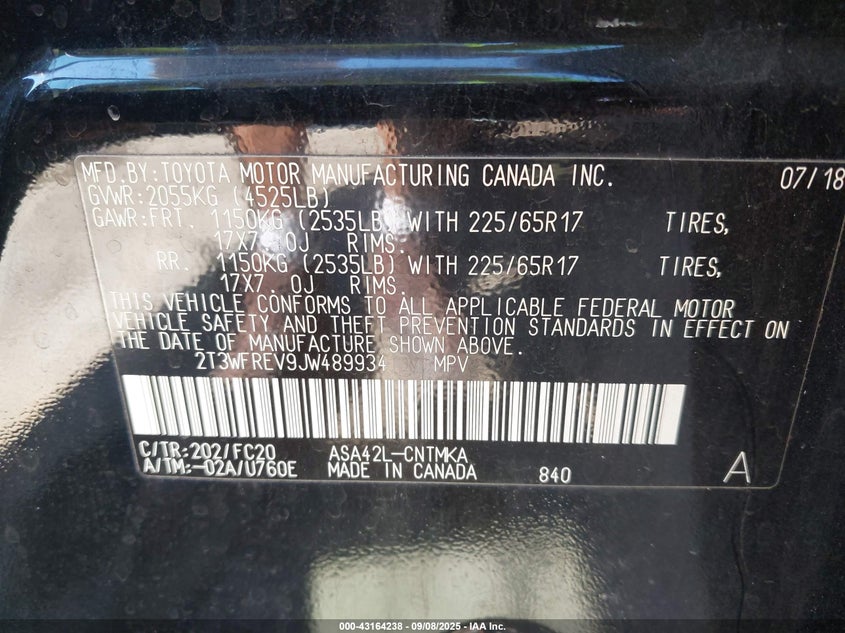 MFD.BY:TOYOTA MOTOR MANUFACTURING CANADA INC. 07/18
GVWR:2055KG (4525LB)
GAWR:FRT. 1150KG (2535LB) WITH 225/65R17 TIRES,
17X7.0J RIMS.
RR. 1150KG (2535LB) WITH 225/65R17 TIRES,
17X7.0J RIMS.
THIS VEHICLE CONFORMS TO ALL APPLICABLE FEDERAL MOTOR
VEHICLE SAFETY AND THEFT PREVENTION STANDARDS IN EFFECT ON
THE DATE OF MANUFACTURE SHOWN ABOVE.
2T3WFREV9JW489934 MPV
C/TR:202/FC20 ASA42L-CNTMKA
A/TM:-02A/U760E MADE IN CANADA 840 A
000-43164238 - 09/08/2025 - IAA Inc.